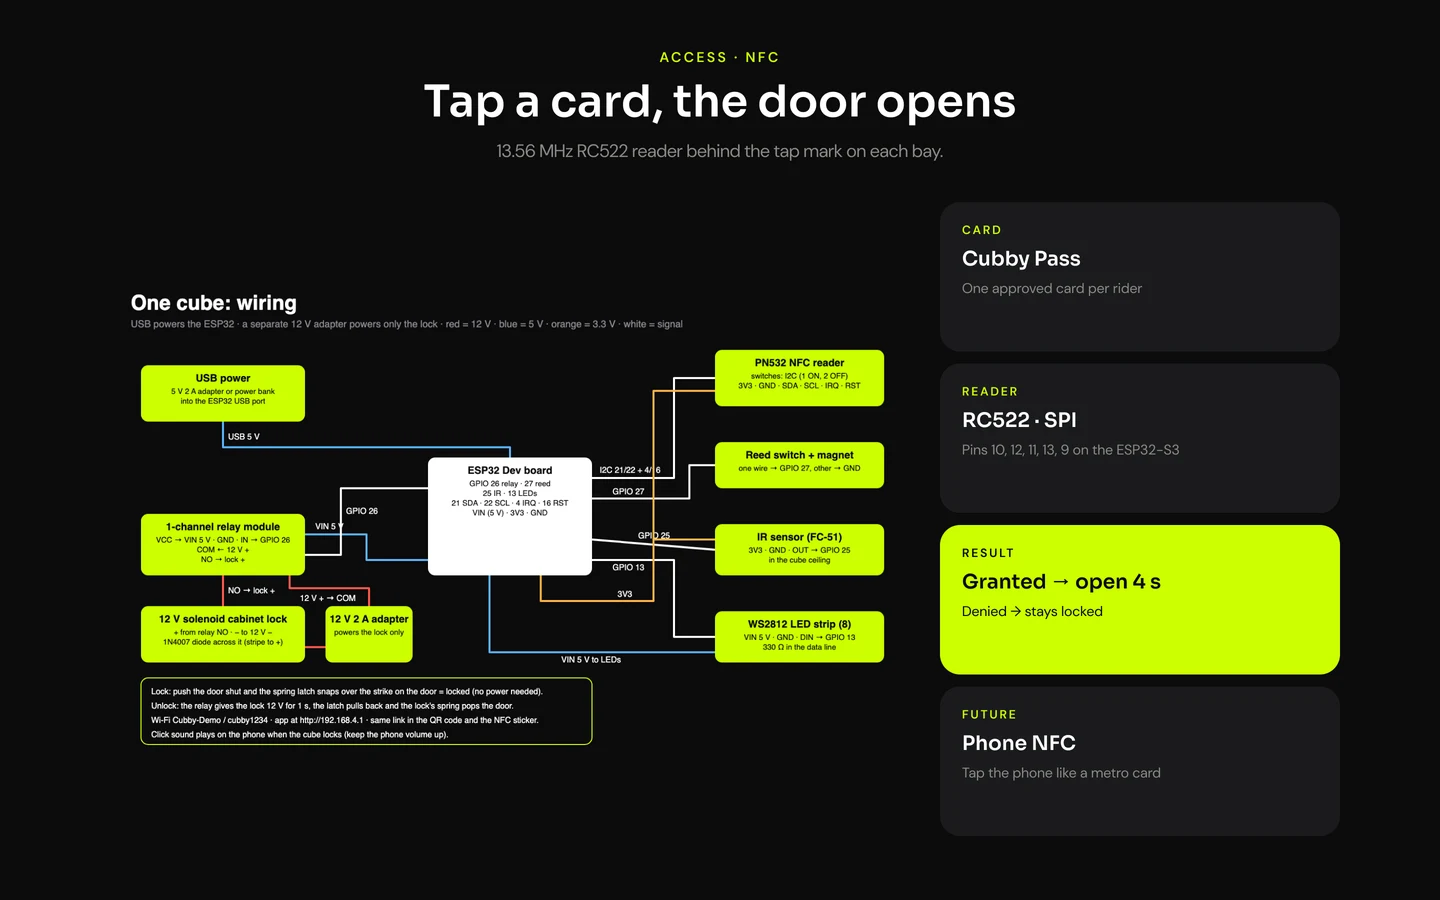 ACCESS · NFC
Tap a card, the door opens
13.56 MHz RC522 reader behind the tap mark on each bay.
One cube: wiring
USB powers the ESP32 · a separate 12 V adapter powers only the lock · red = 12 V · blue = 5 V · orange = 3.3 V · white = signal
USB power
5 V 2 A adapter or power bank
into the ESP32 USB port
USB 5 V
ESP32 Dev board
GPIO 26 relay · 27 reed
25 IR · 13 LEDs
21 SDA · 22 SCL · 4 IRQ · 16 RST
VIN (5 V) · 3V3 · GND
GPIO 26
VIN 5 V
1-channel relay module
VCC → VIN 5 V · GND · IN → GPIO 26
COM ← 12 V +
NO → lock +
NO → lock +
12 V + → COM
12 V solenoid cabinet lock
+ from relay NO · − to 12 V −
1N4007 diode across it (stripe to +)
12 V 2 A adapter
powers the lock only
PN532 NFC reader
switches: I2C (1 ON, 2 OFF)
3V3 · GND · SDA · SCL · IRQ · RST
I2C 21/22 + 4/16
Reed switch + magnet
one wire → GPIO 27, other → GND
GPIO 27
IR sensor (FC-51)
3V3 · GND · OUT → GPIO 25
in the cube ceiling
GPIO 25
GPIO 13
3V3
WS2812 LED strip (8)
VIN 5 V · GND · DIN → GPIO 13
330 Ω in the data line
VIN 5 V to LEDs
Lock: push the door shut and the spring latch snaps over the strike on the door = locked (no power needed).
Unlock: the relay gives the lock 12 V for 1 s, the latch pulls back and the lock's spring pops the door.
Wi-Fi Cubby-Demo / cubby1234 · app at http://192.168.4.1 · same link in the QR code and the NFC sticker.
Click sound plays on the phone when the cube locks (keep the phone volume up).
CARD
Cubby Pass
One approved card per rider
READER
RC522 · SPI
Pins 10, 12, 11, 13, 9 on the ESP32-S3
RESULT
Granted → open 4 s
Denied → stays locked
FUTURE
Phone NFC
Tap the phone like a metro card